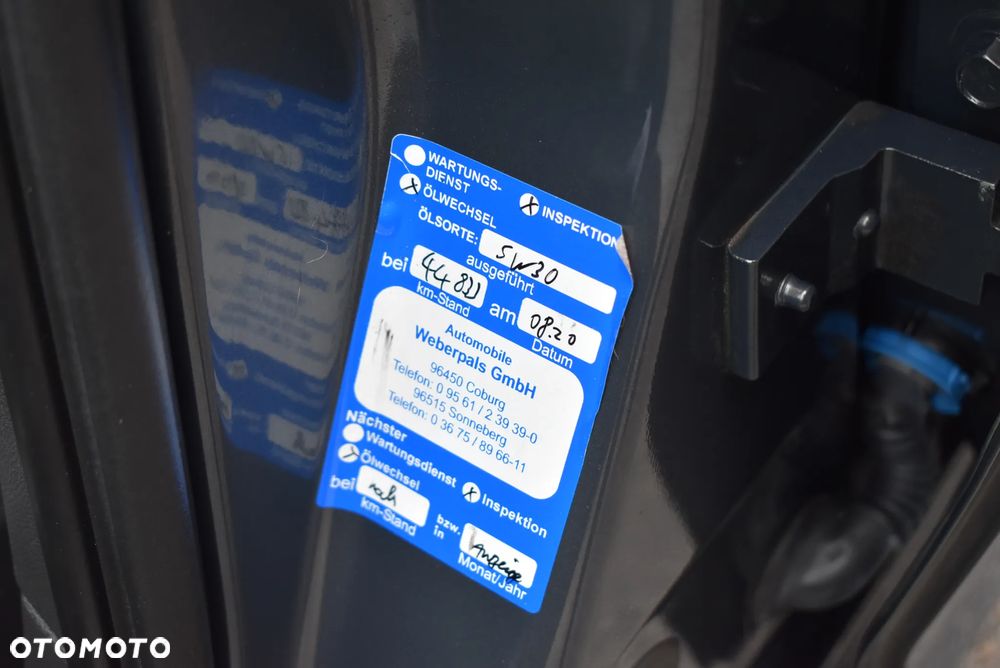 WARTUNGS-
DIENST
ÖLWECHSEL
INSPEKTION
ÖLSORTE: 5W30
ausgeführt
bei am 08.20
km-Stand Datum
Automobile
Weberpals GmbH
96450 Coburg
Telefon: 0 95 61 / 2 39 39-0
96515 Sonneberg
Telefon: 0 36 75 / 89 66-11
Nächster
Wartungsdienst
Ölwechsel
Inspektion
bei nach bzw. in Anzeige
km-Stand Monat/Jahr
OTOMOTO